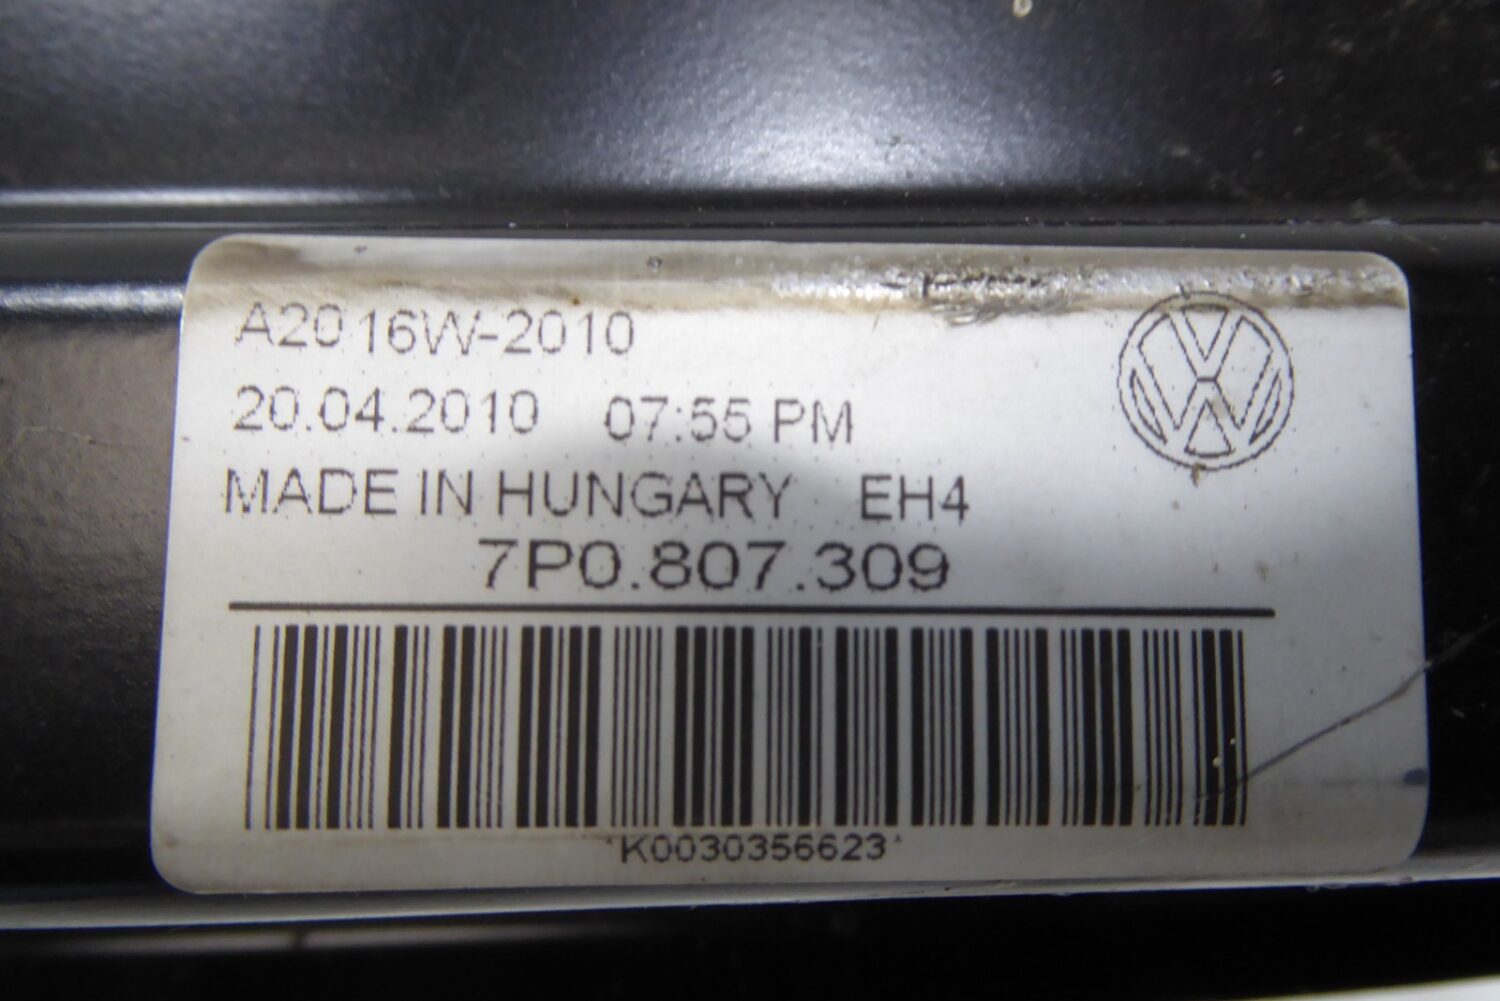 A2016W-2010
20.04.2010 07:55 PM
MADE IN HUNGARY EH4
7P0.807.309
*K0030356623*